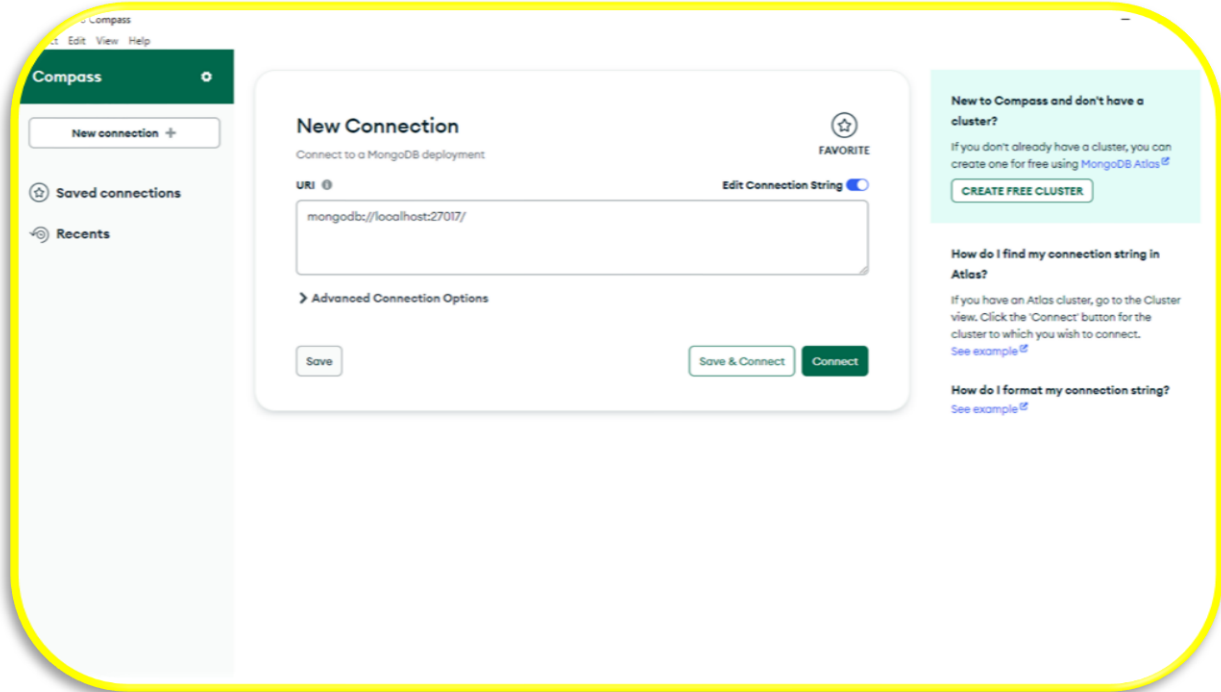 Compass
Edit View Help
Compass
New connection +
Saved connections
Recents
New Connection
Connect to a MongoDB deployment
FAVORITE
URI
Edit Connection String
mongodb://localhost:27017/
Advanced Connection Options
Save
Save & Connect
Connect
New to Compass and don't have a
cluster?
If you don't already have a cluster, you can
create one for free using MongoDB Atlas
CREATE FREE CLUSTER
How do I find my connection string in
Atlas?
If you have an Atlas cluster, go to the Cluster
view. Click the 'Connect' button for the
cluster to which you wish to connect.
See example
How do I format my connection string?
See example